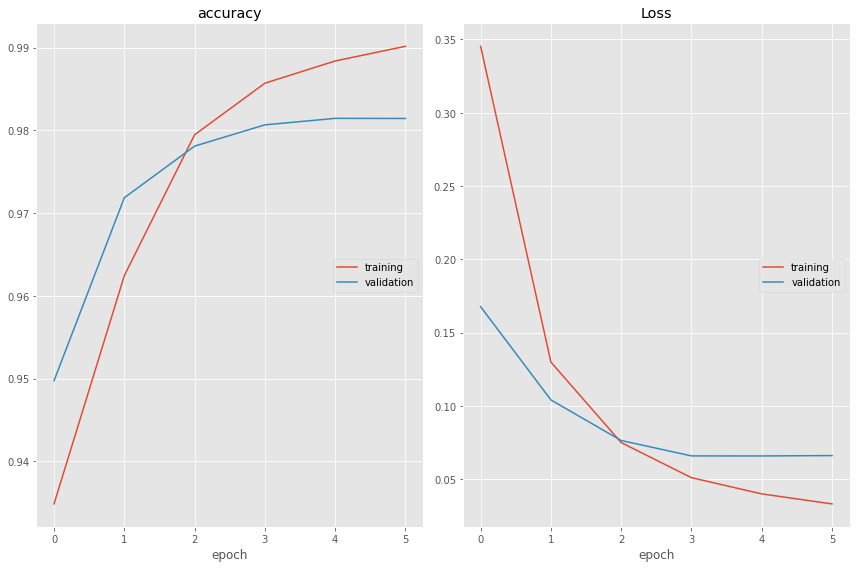 accuracy
0.99
0.98
0.97
0.96
0.95
0.94
0 1 2 3 4 5
epoch
training
validation
Loss
0.35
0.30
0.25
0.20
0.15
0.10
0.05
0 1 2 3 4 5
epoch
training
validation